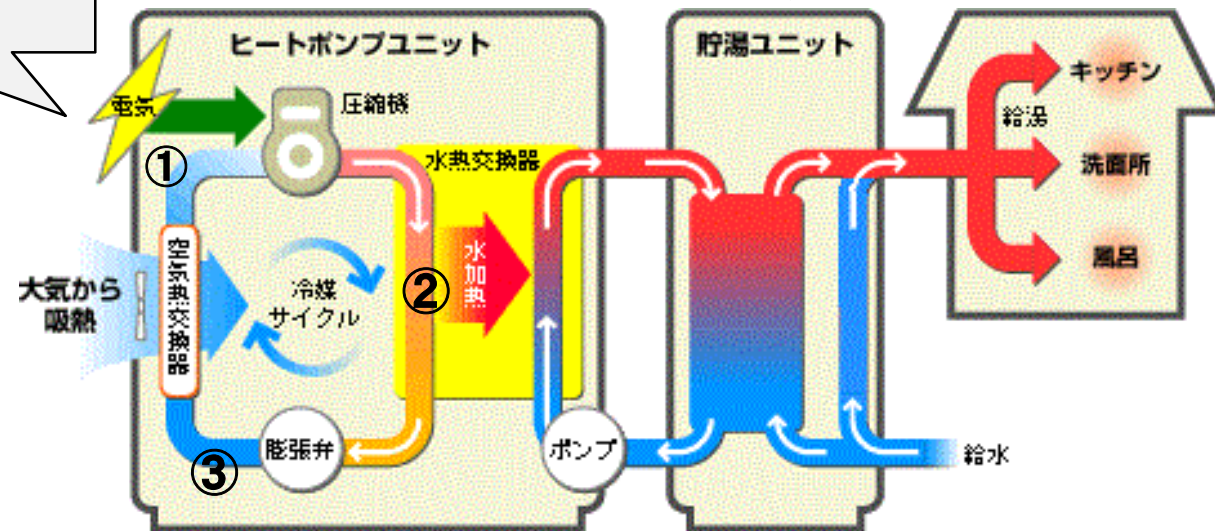 ヒートポンプユニット
貯湯ユニット
電気
圧縮機
キッチン
給湯
①
水熱交換器
洗面所
空気熱交換器
水加熱
大気から
吸熱
冷媒
サイクル
②
風呂
膨張弁
ポンプ
給水
③